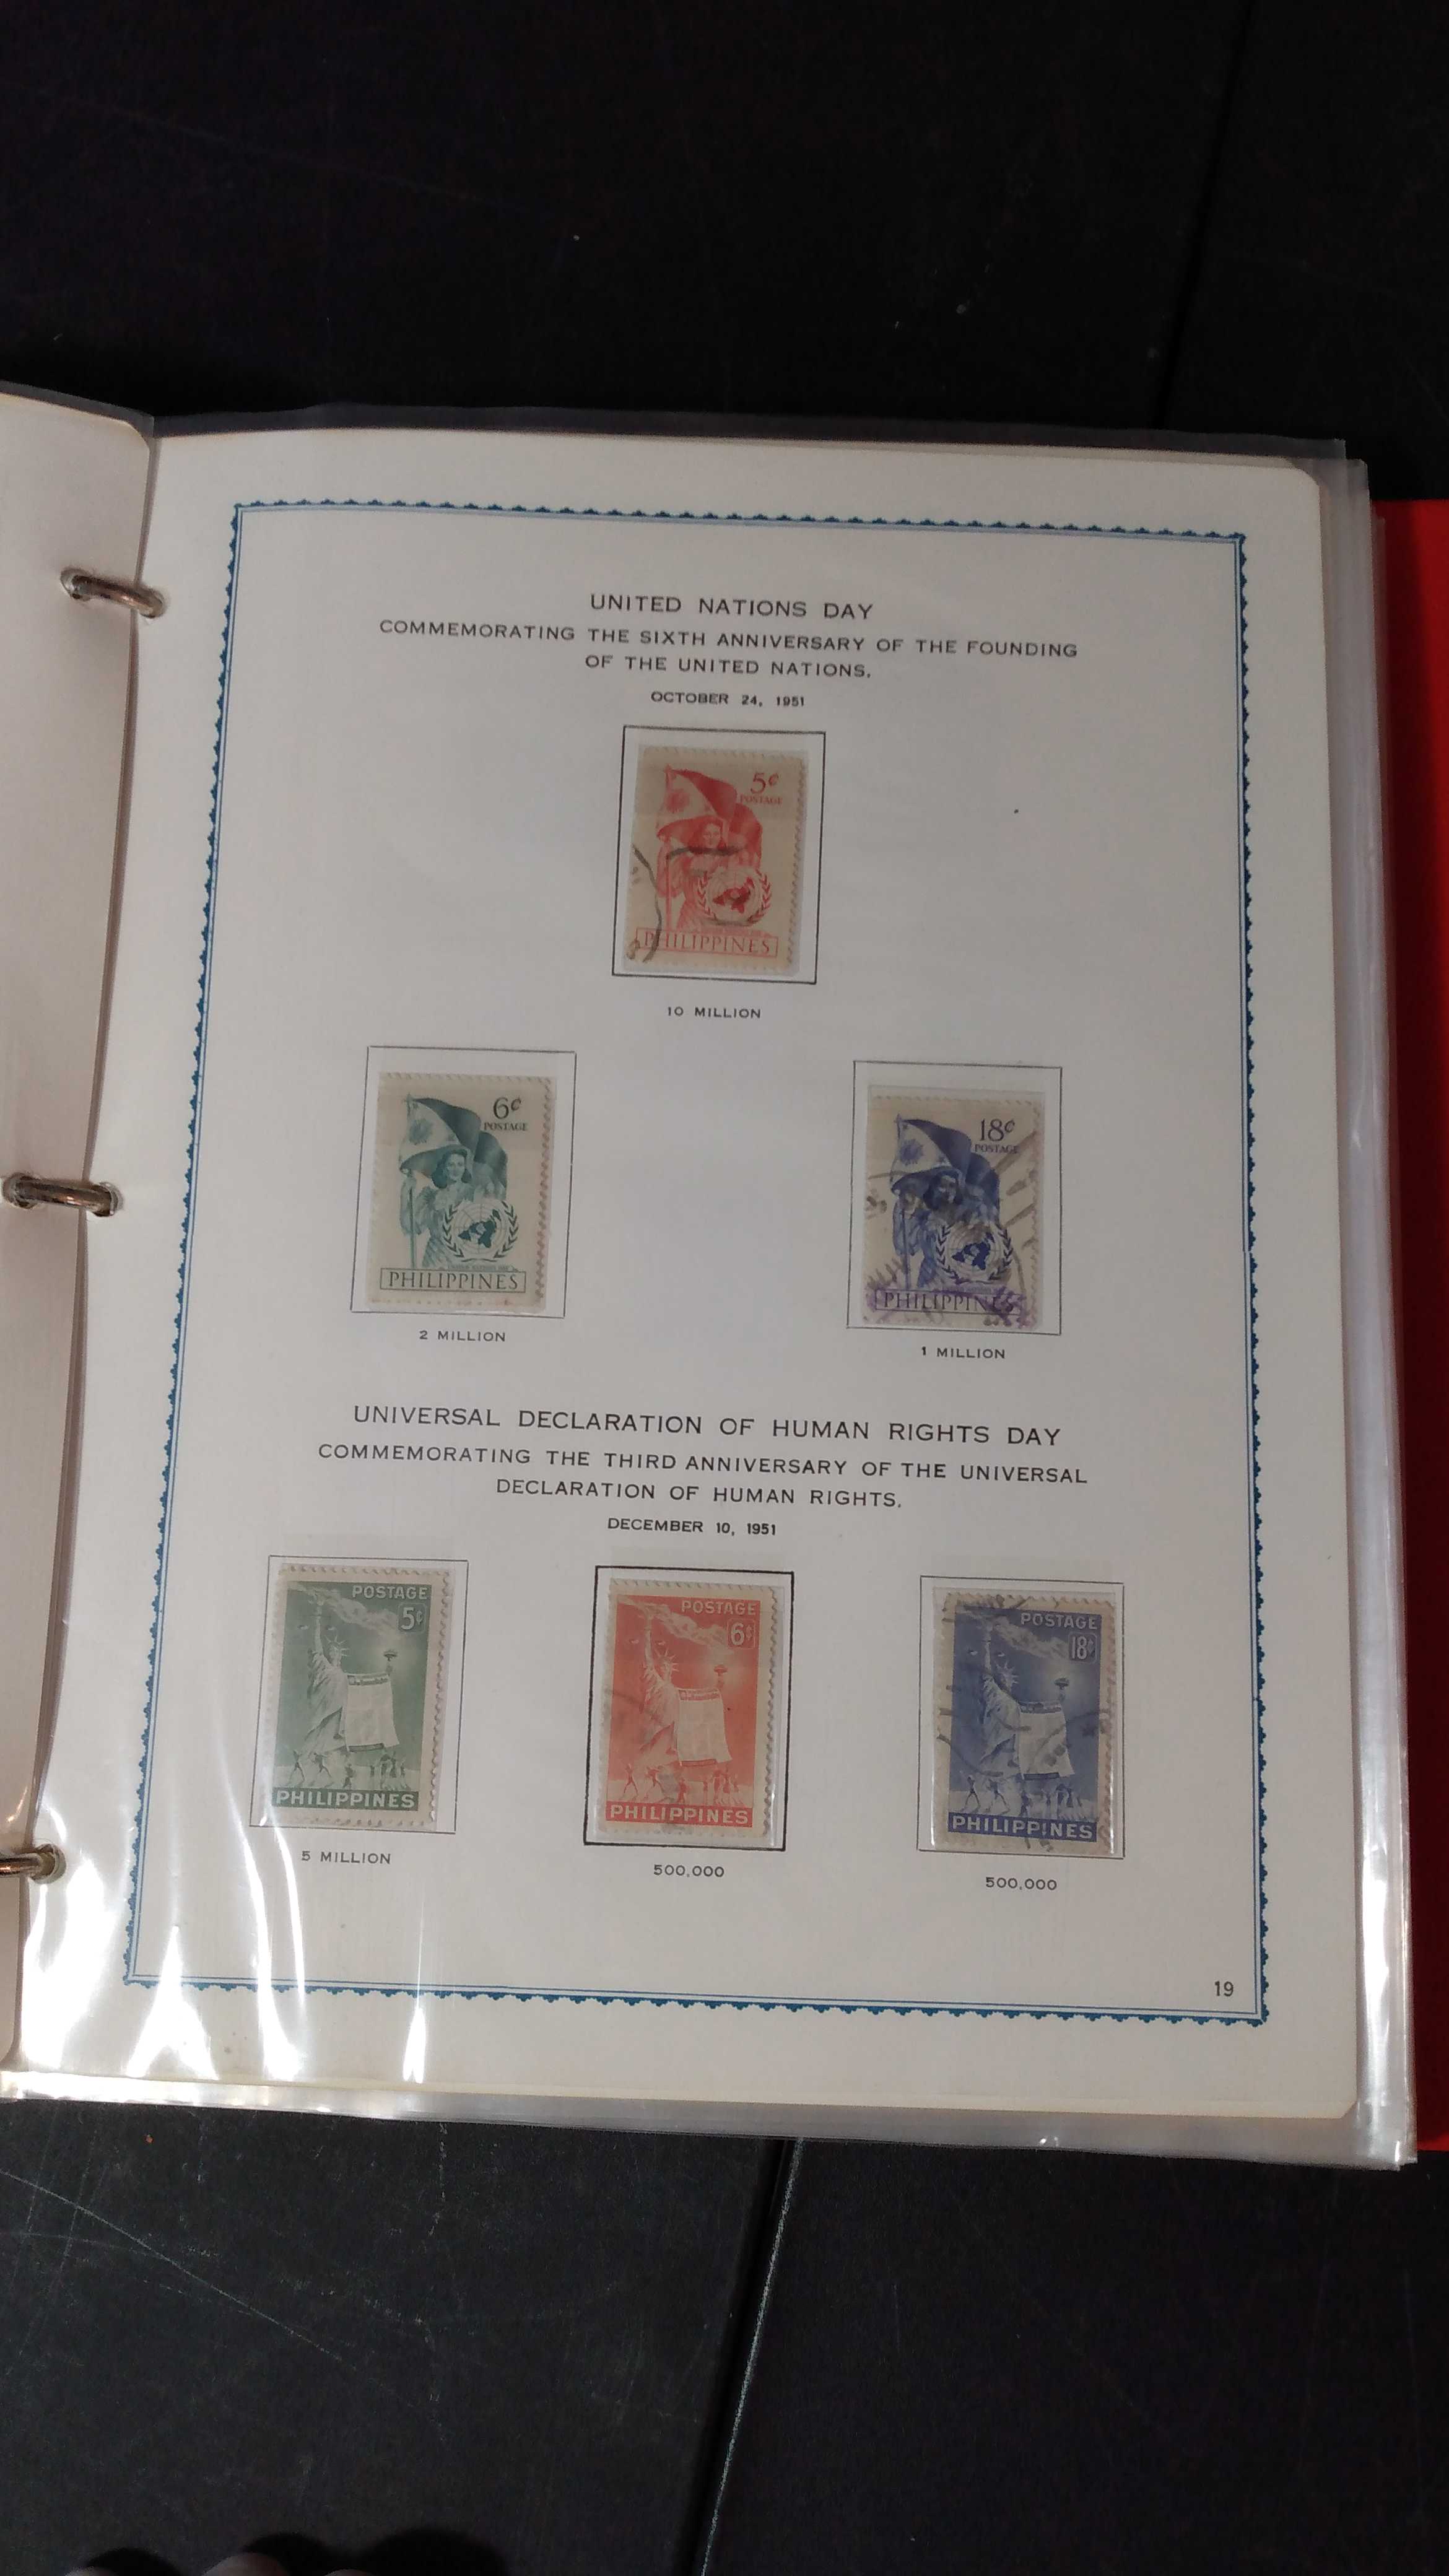 UNITED NATIONS DAY
COMMEMORATING THE SIXTH ANNIVERSARY OF THE FOUNDING
OF THE UNITED NATIONS.
OCTOBER 24, 1951
5¢
POSTAGE
PHILIPPINES
10 MILLION
6¢
POSTAGE
PHILIPPINES
2 MILLION
18¢
POSTAGE
PHILIPPINES
1 MILLION
UNIVERSAL DECLARATION OF HUMAN RIGHTS DAY
COMMEMORATING THE THIRD ANNIVERSARY OF THE UNIVERSAL
DECLARATION OF HUMAN RIGHTS.
DECEMBER 10, 1951
POSTAGE
5¢
PHILIPPINES
5 MILLION
POSTAGE
6¢
PHILIPPINES
500,000
POSTAGE
18¢
PHILIPPINES
500,000
19